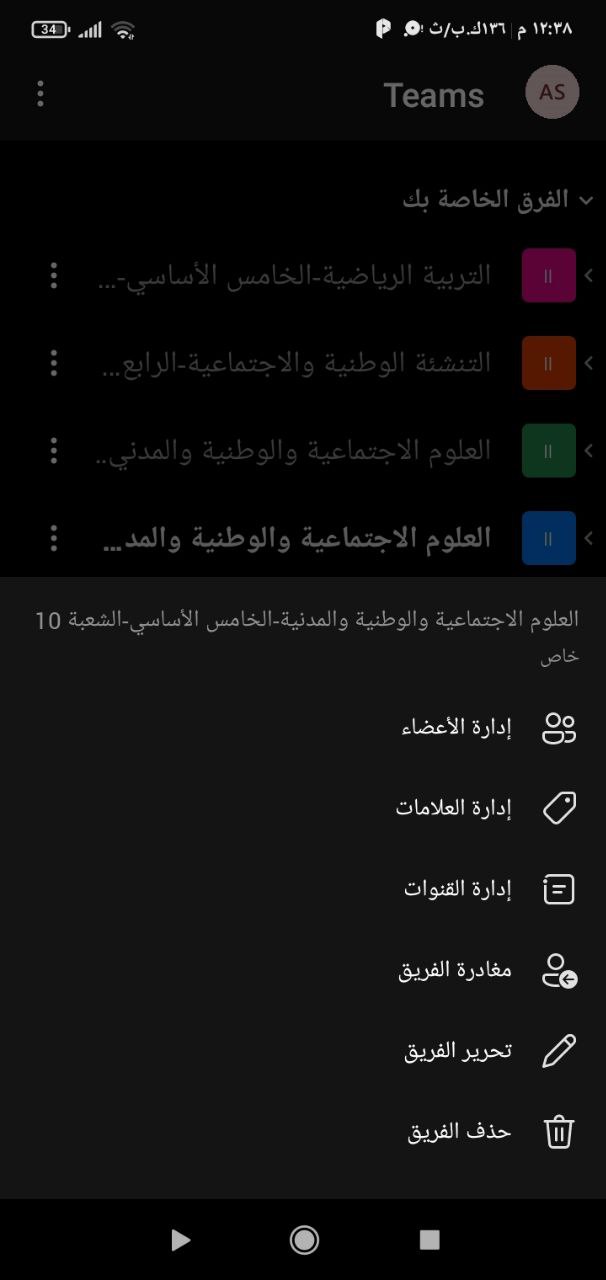 ١٢:٣٨ م | ١٣٦ك.ب/ث
34
AS
Teams
الفرق الخاصة بك
التربية الرياضية-الخامس الأساسي-...
التنشئة الوطنية والاجتماعية-الرابع...
العلوم الاجتماعية والوطنية والمدني..
العلوم الاجتماعية والوطنية والمد...
العلوم الاجتماعية والوطنية والمدنية-الخامس الأساسي-الشعبة 10
خاص
إدارة الأعضاء
إدارة العلامات
إدارة القنوات
مغادرة الفريق
تحرير الفريق
حذف الفريق